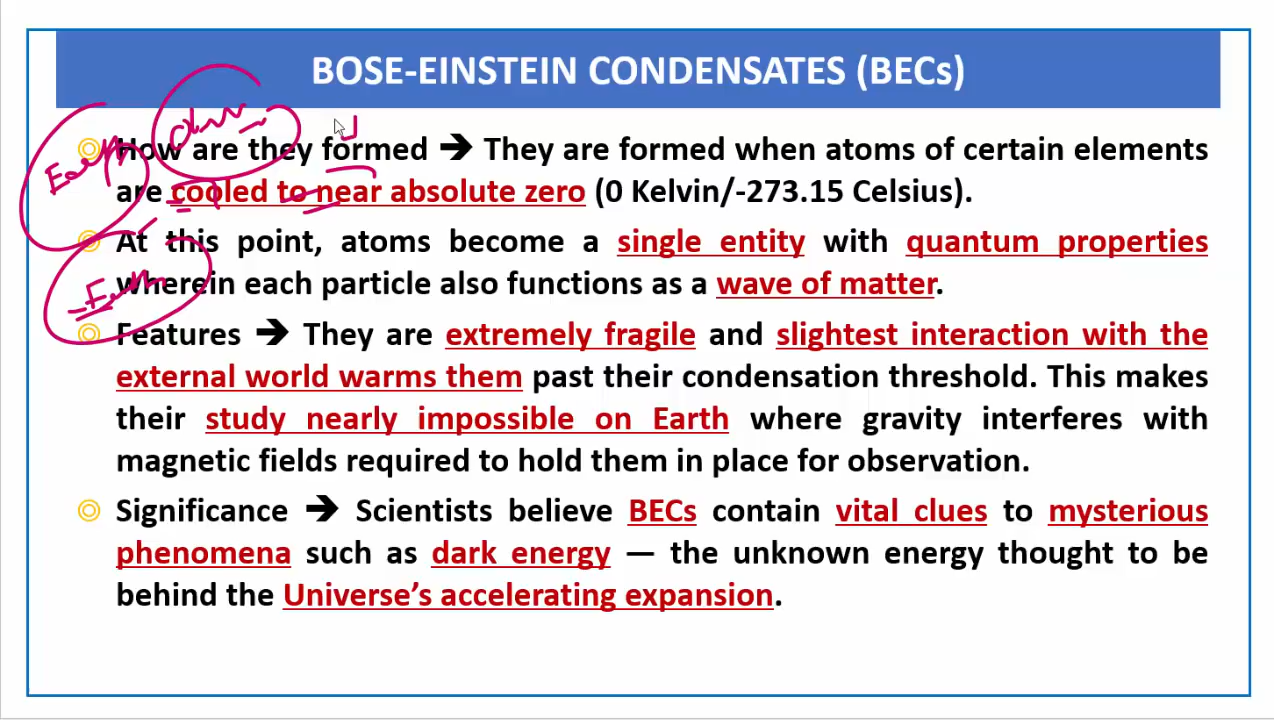 BOSE-EINSTEIN CONDENSATES (BECs)
How are they formed ➔ They are formed when atoms of certain elements
are cooled to near absolute zero (0 Kelvin/-273.15 Celsius).
At this point, atoms become a single entity with quantum properties
wherein each particle also functions as a wave of matter.
Features ➔ They are extremely fragile and slightest interaction with the
external world warms them past their condensation threshold. This makes
their study nearly impossible on Earth where gravity interferes with
magnetic fields required to hold them in place for observation.
Significance ➔ Scientists believe BECs contain vital clues to mysterious
phenomena such as dark energy — the unknown energy thought to be
behind the Universe’s accelerating expansion.
Earth